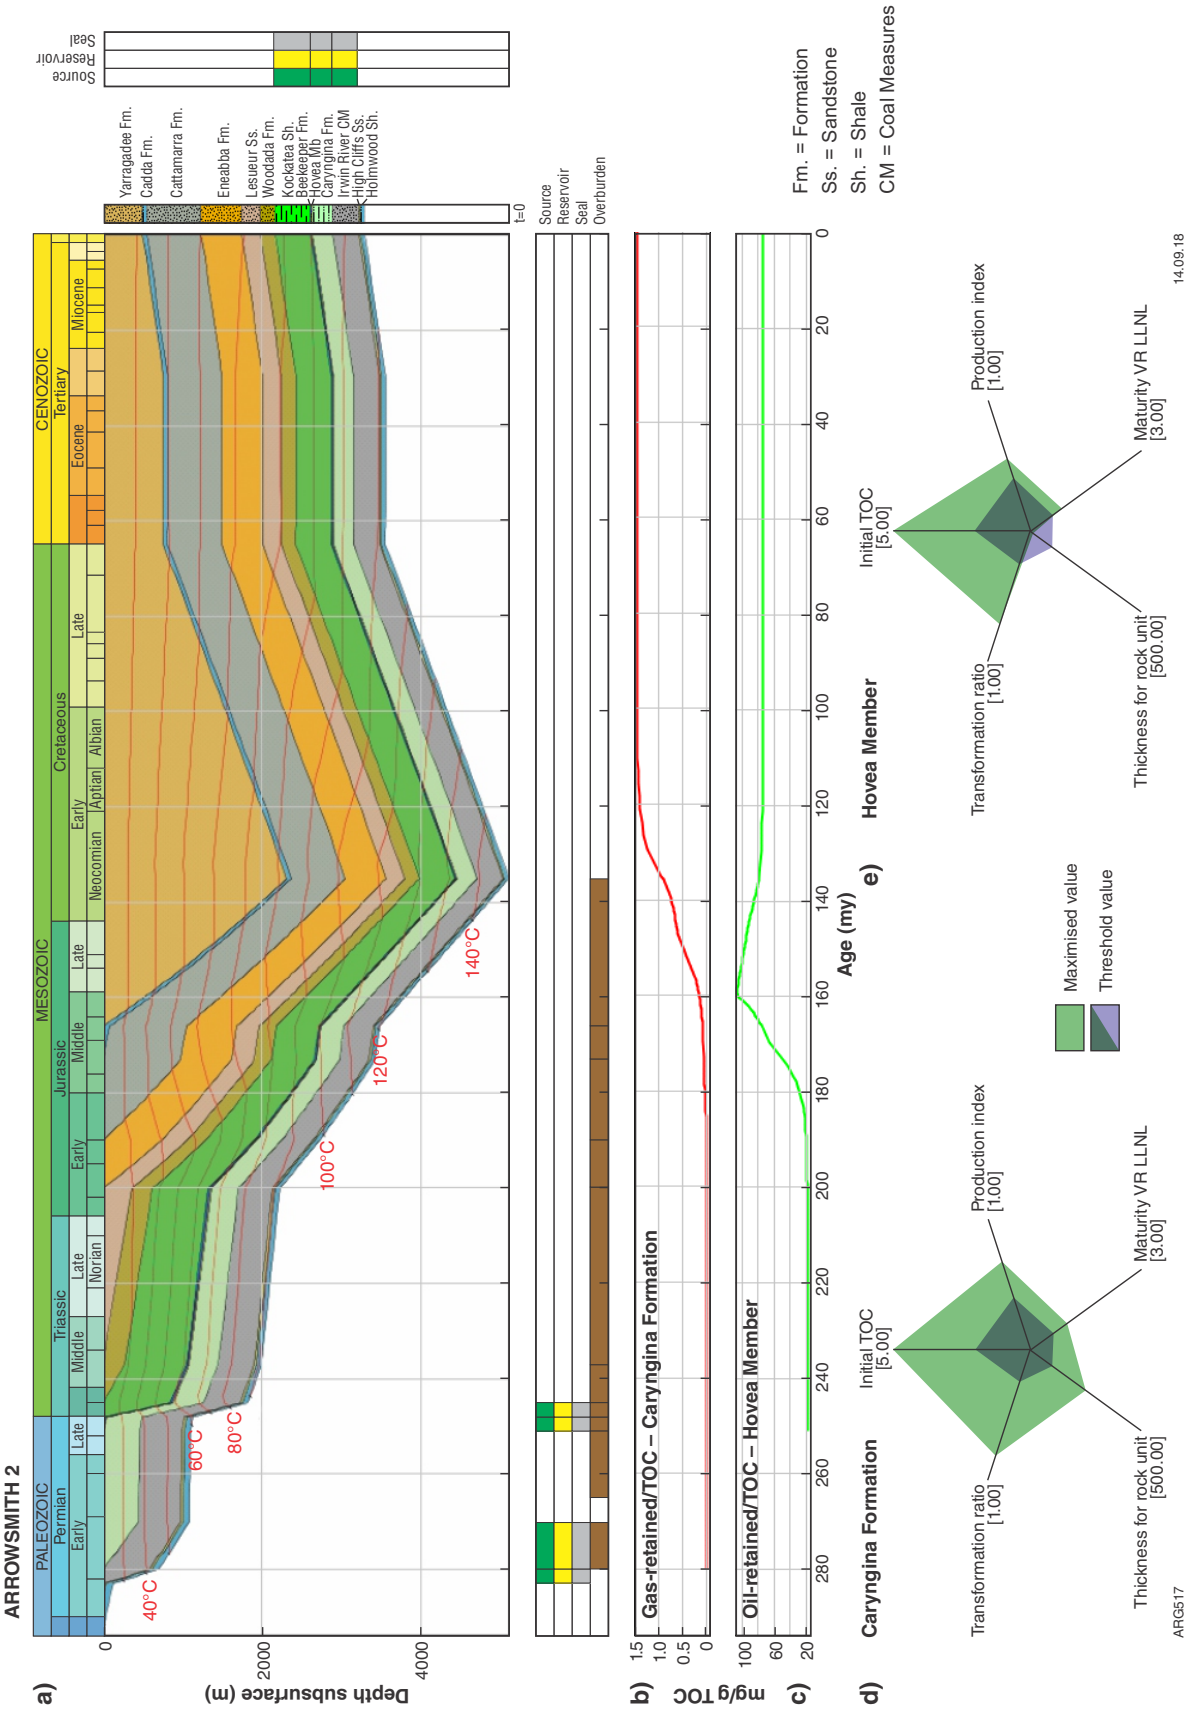 ARROWSMITH 2
a)
PALEOZOIC
MESOZOIC
CENOZOIC
Permian
Triassic
Jurassic
Cretaceous
Tertiary
Early
Late
Middle
Late
Early
Middle
Late
Early
Late
Eocene
Miocene
Norian
Neocomian
Aptian
Albian
0
2000
4000
Depth subsurface (m)
40°C
60°C
80°C
100°C
120°C
140°C
Yarragadee Fm.
Cadda Fm.
Cattamarra Fm.
Eneabba Fm.
Lesueur Ss.
Woodada Fm.
Kockatea Sh.
Beekeeper Fm.
Hovea Mb
Caryngina Fm.
Irwin River CM
High Cliffs Ss.
Holmwood Sh.
t=0
Source
Reservoir
Seal
Source
Reservoir
Seal
Overburden
b)
Gas-retained/TOC – Caryngina Formation
1.5
1.0
0.5
0
mg/g TOC
c)
Oil-retained/TOC – Hovea Member
100
60
20
280
260
240
220
200
180
160
140
120
100
80
60
40
20
0
Age (my)
Fm. = Formation
Ss. = Sandstone
Sh. = Shale
CM = Coal Measures
d)
Caryngina Formation
Initial TOC
[5.00]
Production index
[1.00]
Maturity VR LLNL
[3.00]
Thickness for rock unit
[500.00]
Transformation ratio
[1.00]
Maximised value
Threshold value
e)
Hovea Member
Initial TOC
[5.00]
Production index
[1.00]
Maturity VR LLNL
[3.00]
Thickness for rock unit
[500.00]
Transformation ratio
[1.00]
ARG517
14.09.18